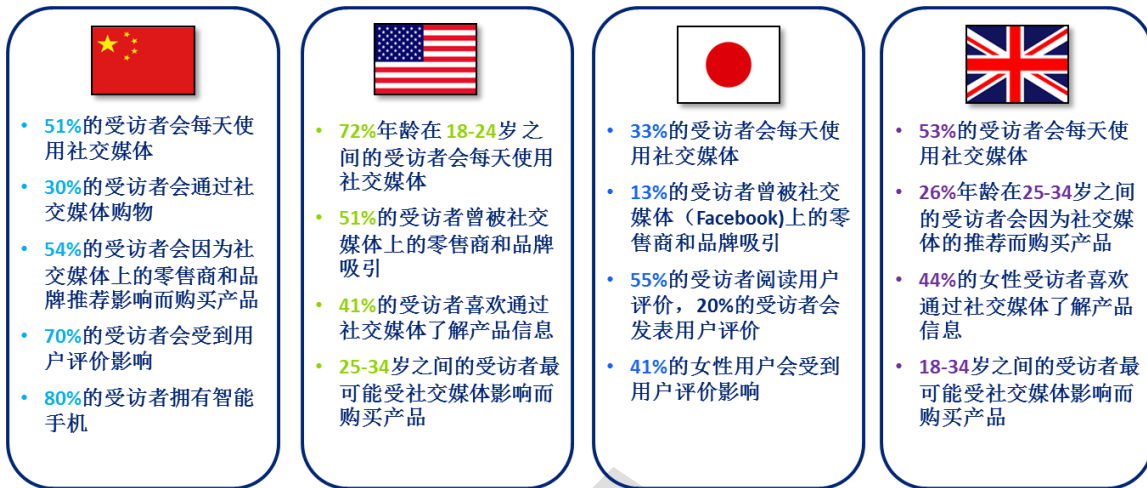 51%的受访者会每天使
用社交媒体
30%的受访者会通过社
交媒体购物
54%的受访者会因为社
交媒体上的零售商和品
牌推荐影响而购买产品
70%的受访者会受到用
户评价影响
80%的受访者拥有智能
手机
72%年龄在 18-24岁之
间的受访者会每天使用
社交媒体
51%的受访者曾被社交
媒体上的零售商和品牌
吸引
41%的受访者喜欢通过
社交媒体了解产品信息
25-34岁之间的受访者最
可能受社交媒体影响而
购买产品
33%的受访者会每天使
用社交媒体
13%的受访者曾被社交
媒体（Facebook)上的零
售商和品牌吸引
55%的受访者阅读用户
评价，20%的受访者会
发表用户评价
41%的女性用户会受到
用户评价影响
53%的受访者会每天使
用社交媒体
26%年龄在25-34岁之间
的受访者会因为社交媒
体的推荐而购买产品
44%的女性受访者喜欢
通过社交媒体了解产品
信息
18-34岁之间的受访者最
可能受社交媒体影响而
购买产品